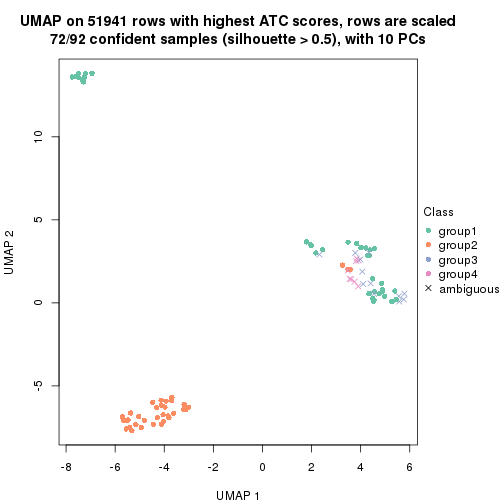 UMAP on 51941 rows with highest ATC scores, rows are scaled
72/92 confident samples (silhouette > 0.5), with 10 PCs
10
5
0
-5
UMAP 2
-8
-6
-4
-2
0
2
4
6
UMAP 1
Class
group1
group2
group3
group4
ambiguous